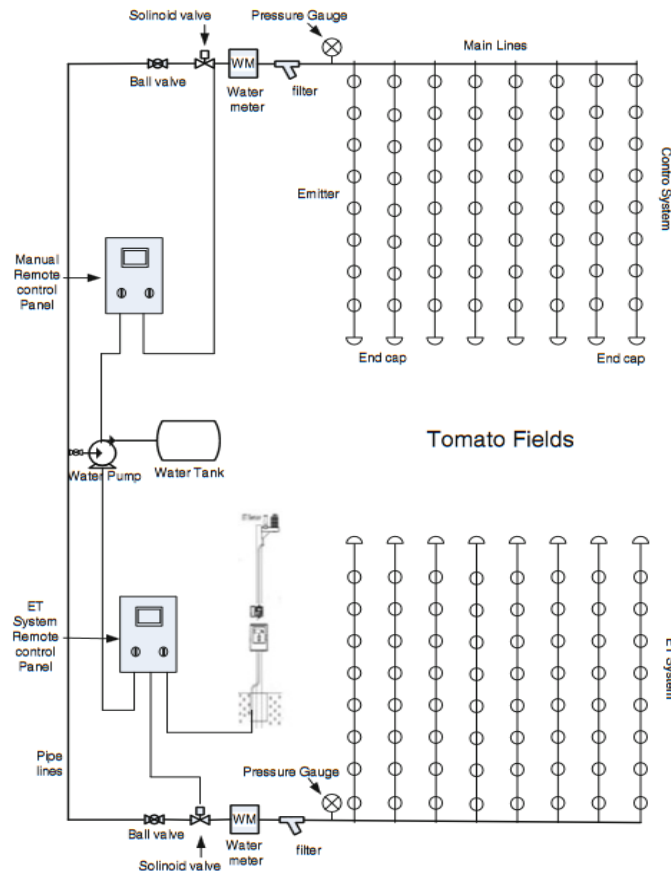 Solinoid valve
Pressure Gauge
Main Lines
WM
Ball valve
Water
meter
filter
Emitter
Contro System
Manual
Remote
control
Panel
End cap
End cap
Tomato Fields
Water Pump
Water Tank
ET
System
Remote
control
Panel
ET System
Pipe
lines
Pressure Gauge
WM
Ball valve
Water
meter
filter
Solinoid valve